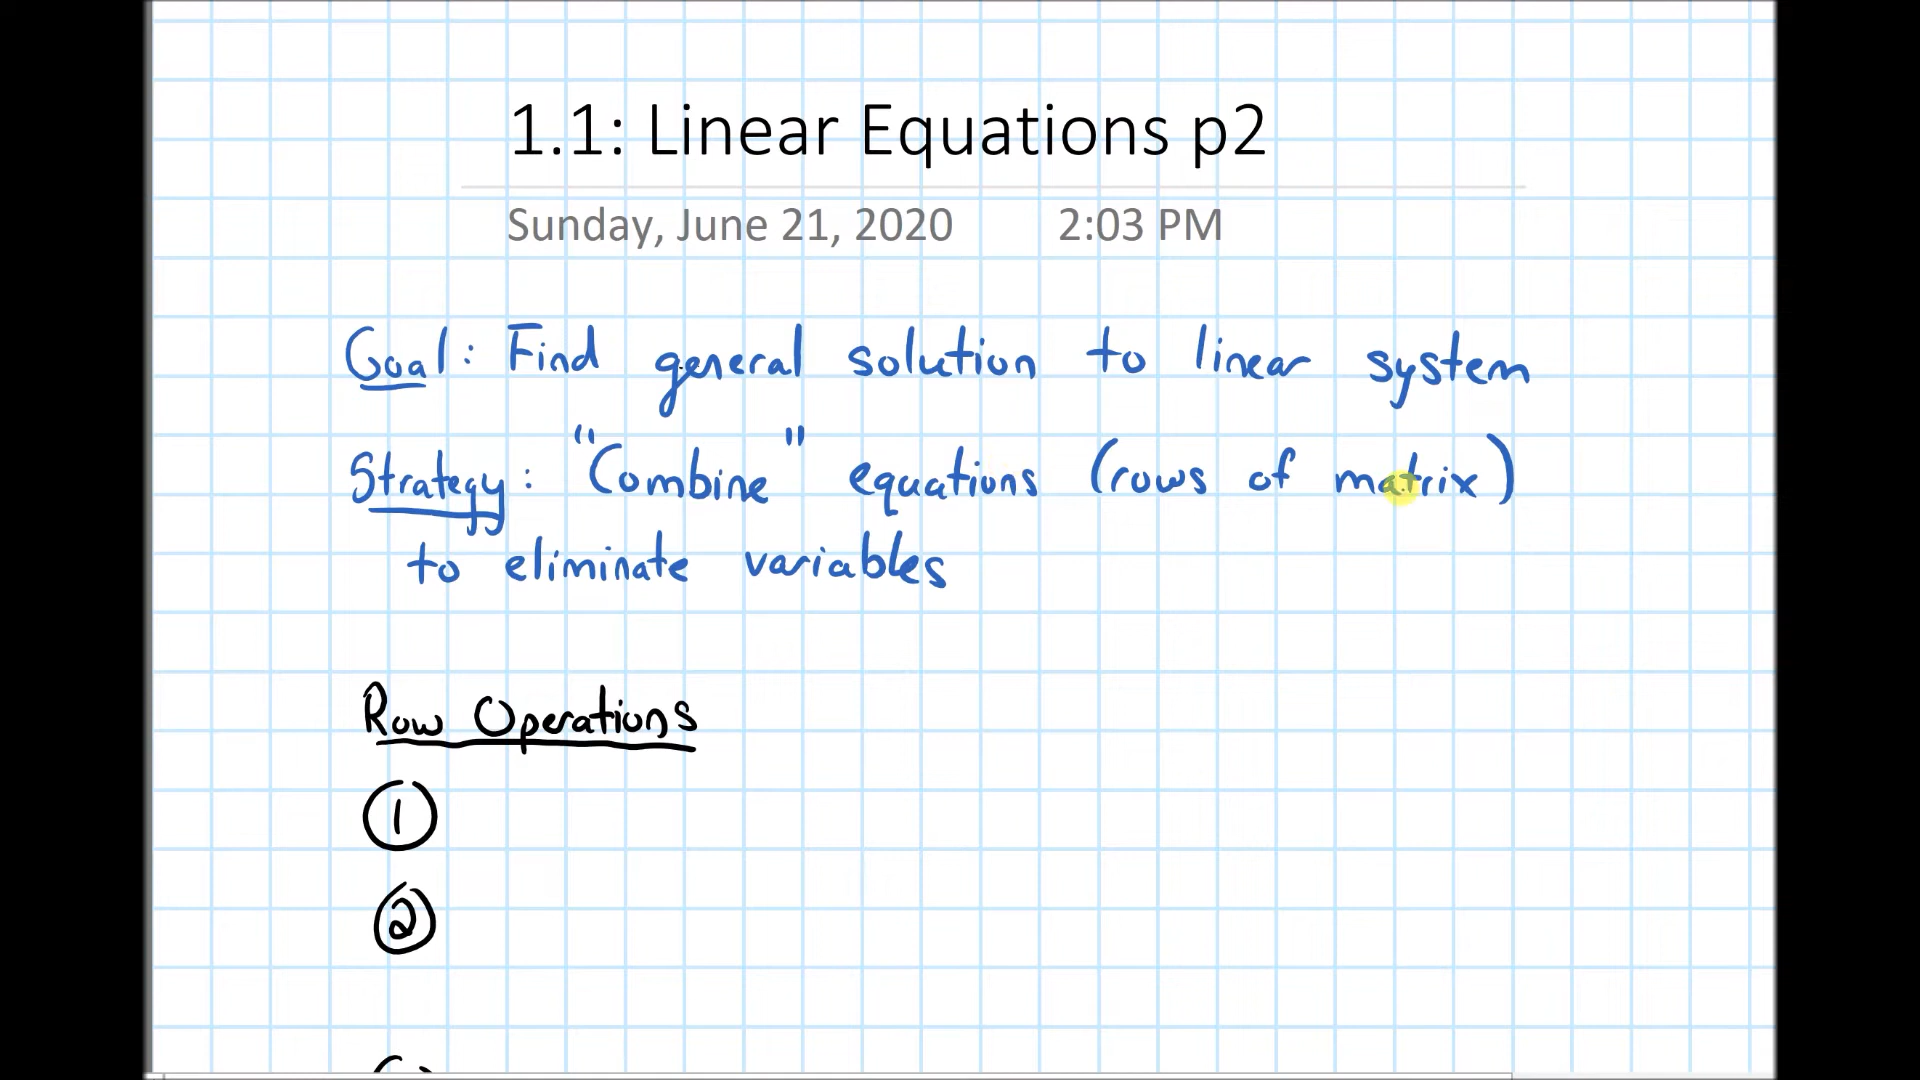 1.1: Linear Equations p2
Sunday, June 21, 2020 2:03 PM
Goal: Find general solution to linear system
Strategy: "Combine" equations (rows of matrix)
to eliminate variables
Row Operations
①
②